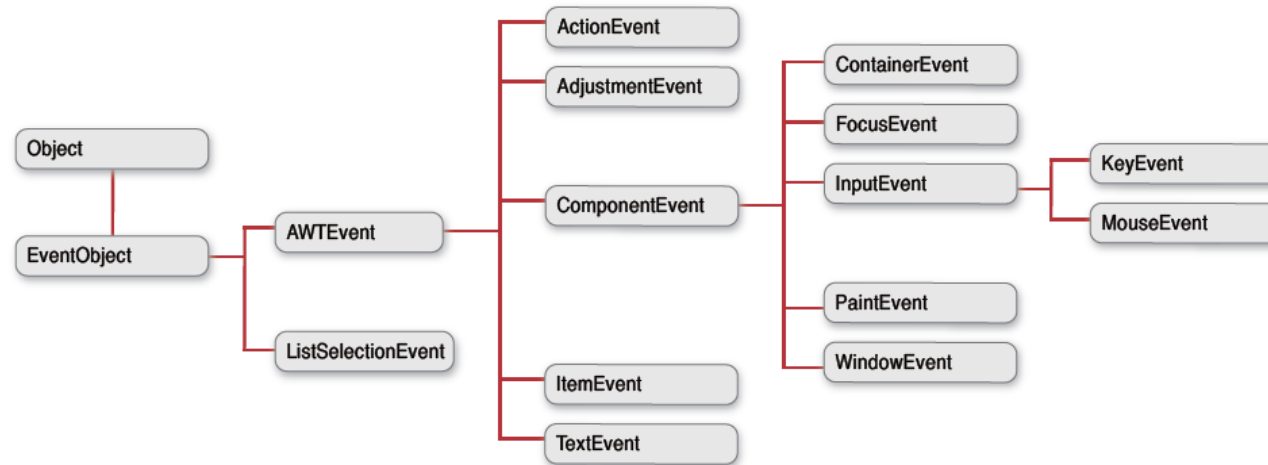 Object
EventObject
AWTEvent
ListSelectionEvent
ActionEvent
AdjustmentEvent
ComponentEvent
ItemEvent
TextEvent
ContainerEvent
FocusEvent
InputEvent
PaintEvent
WindowEvent
KeyEvent
MouseEvent